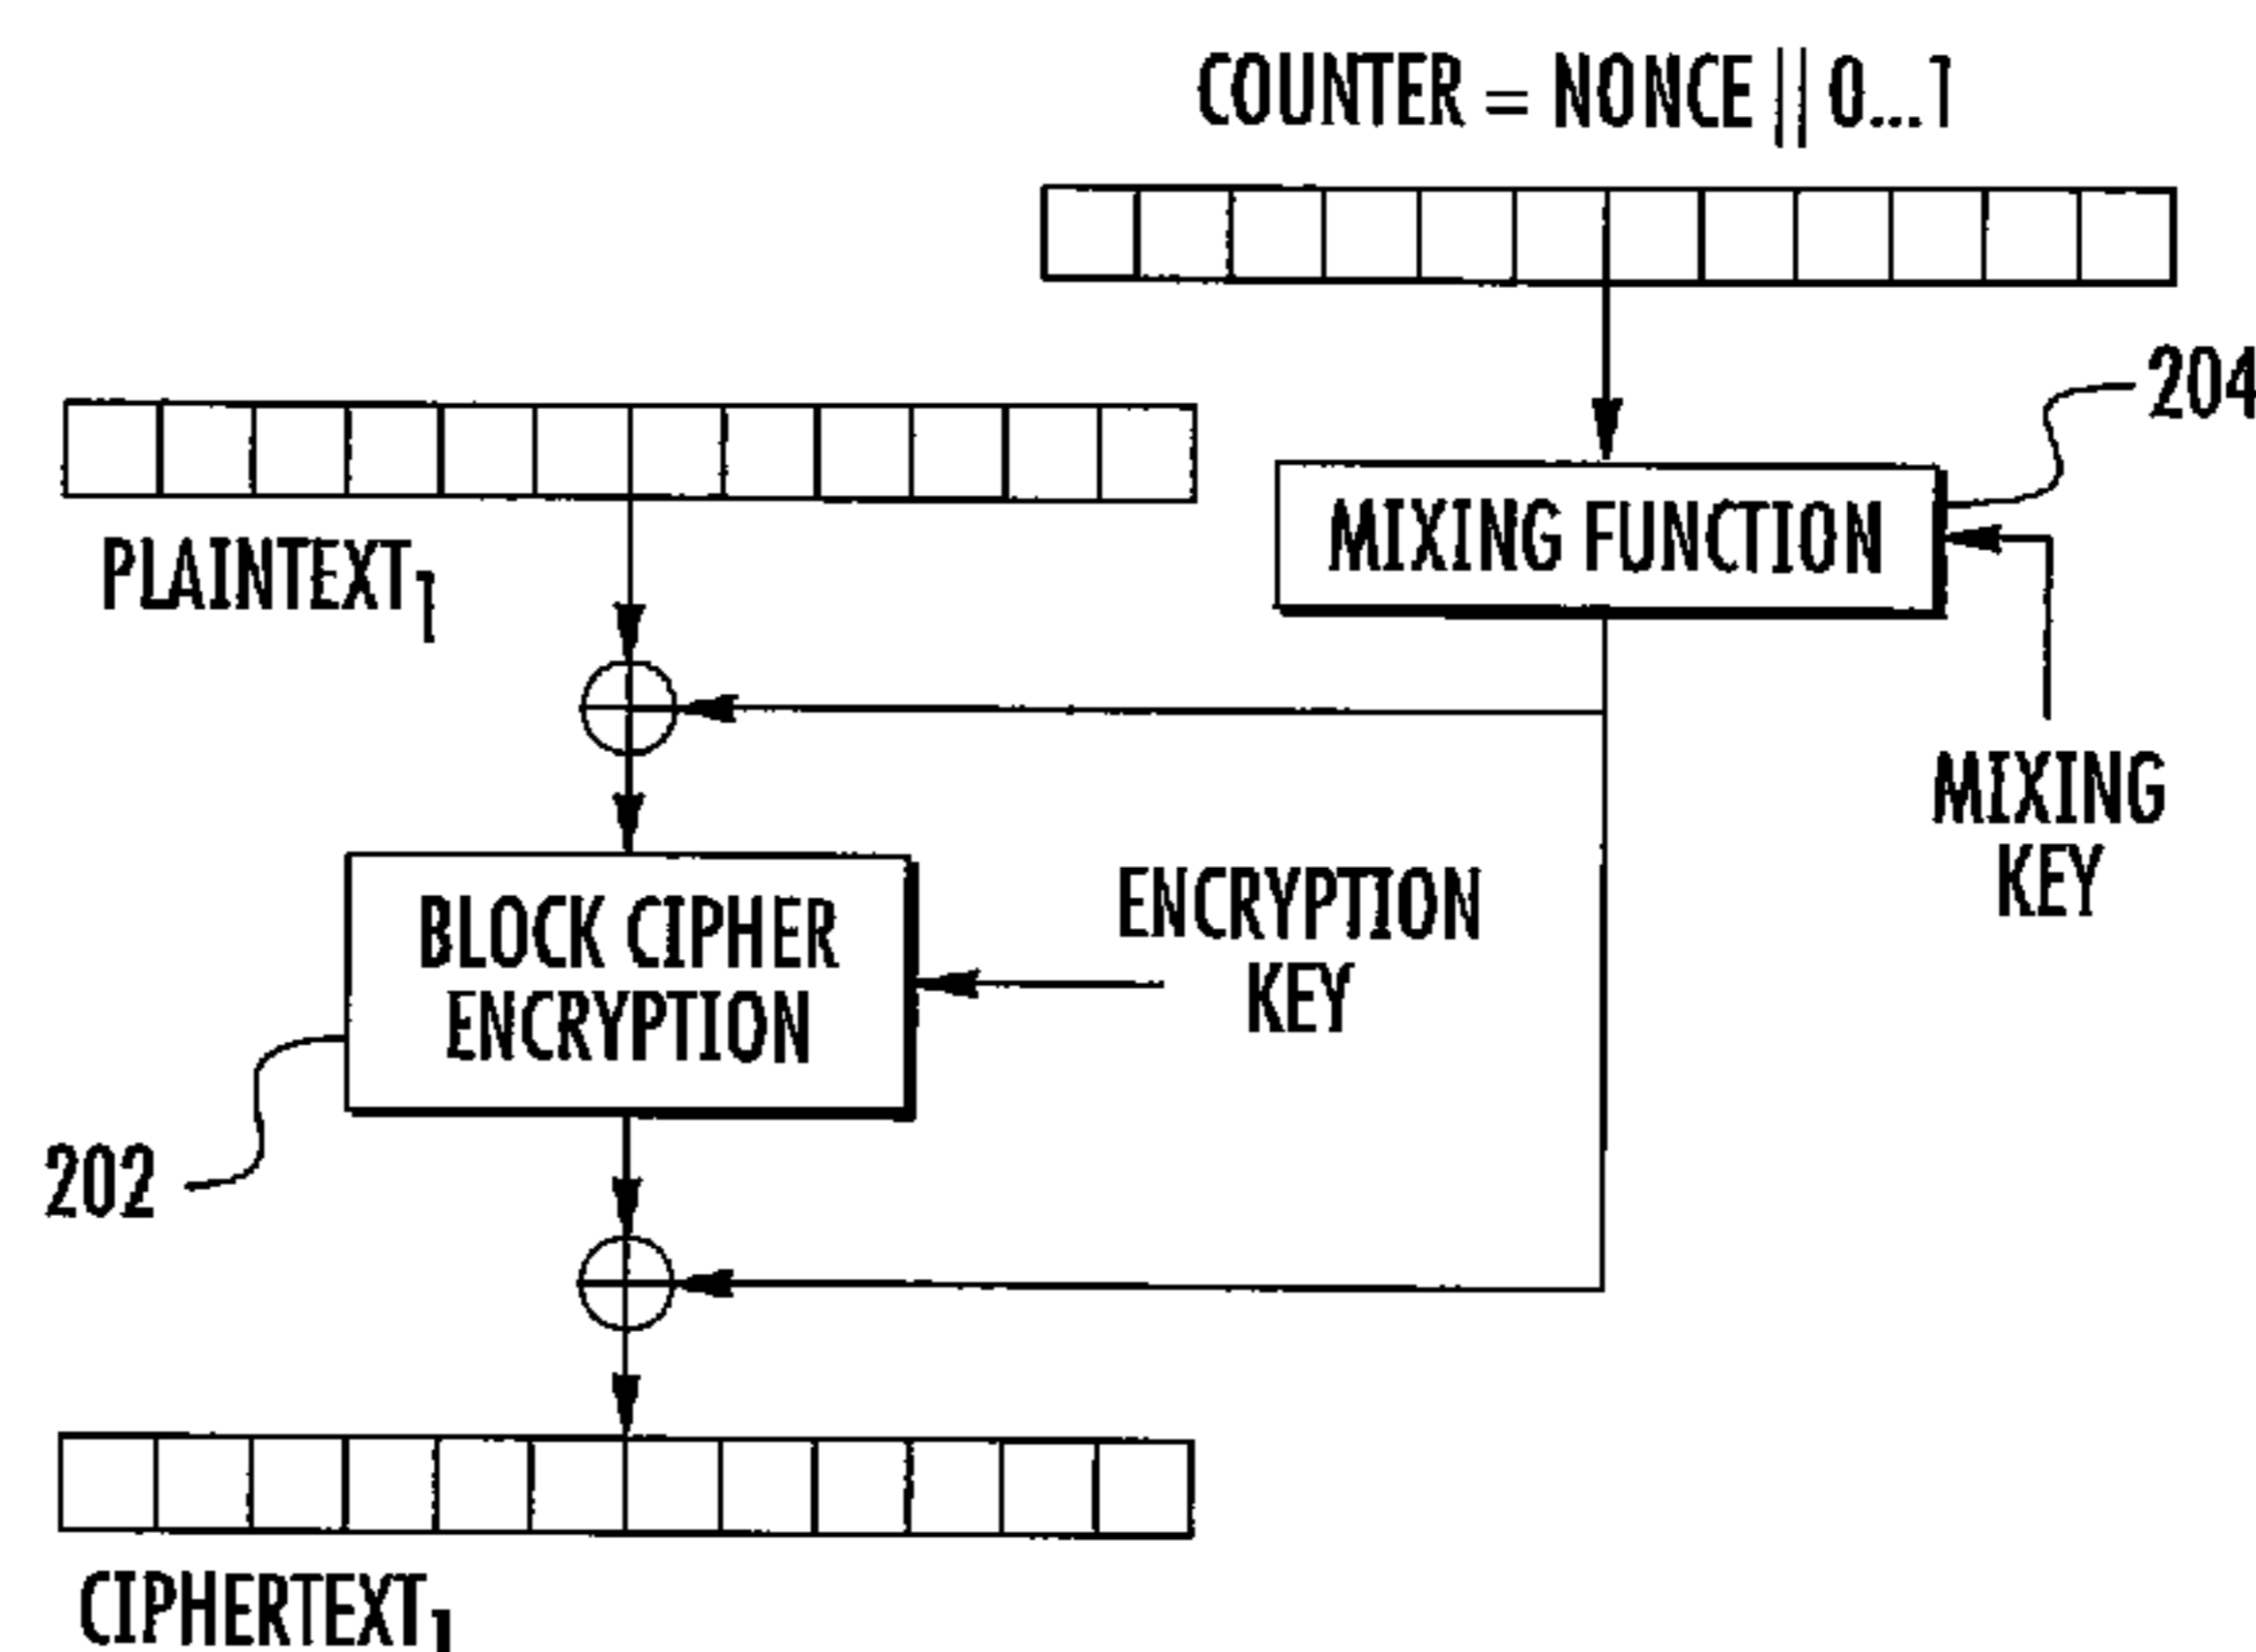 COUNTER = NONCE || 0...1
204
PLAINTEXT1
MIXING FUNCTION
MIXING
KEY
BLOCK CIPHER
ENCRYPTION
ENCRYPTION
KEY
202
CIPHERTEXT1